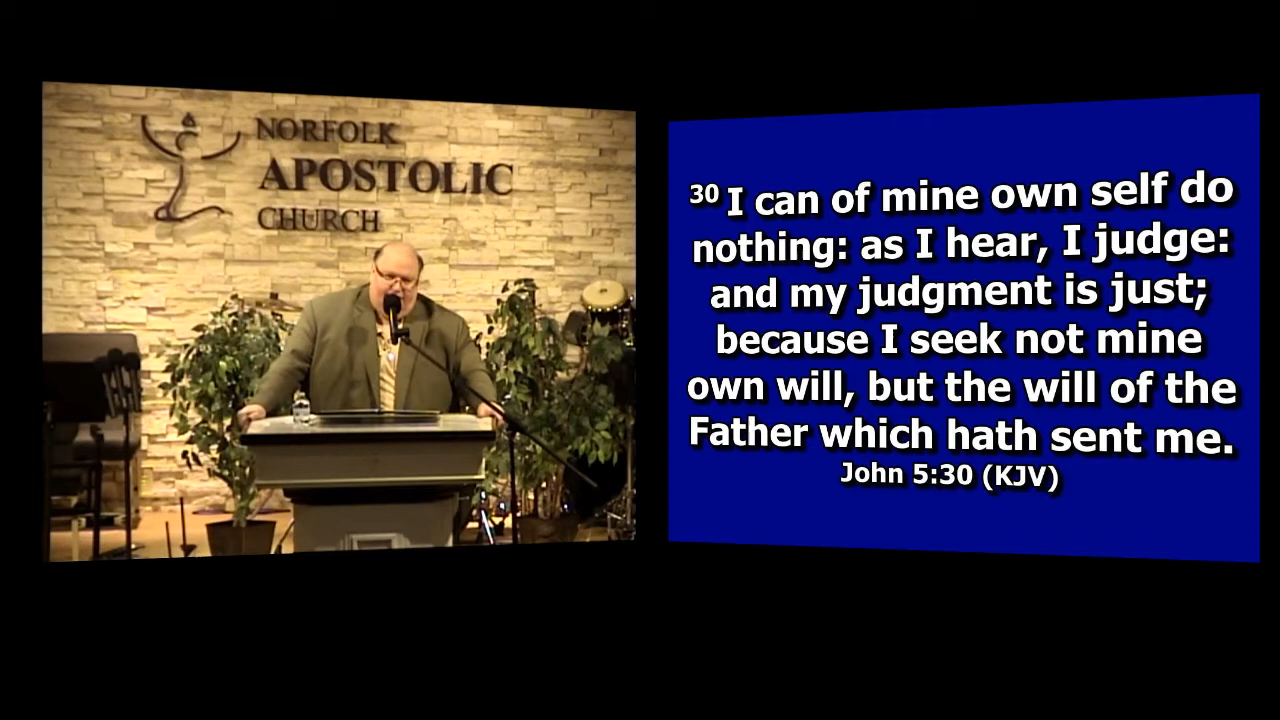 NORFOLK
APOSTOLIC
CHURCH
30 I can of mine own self do
nothing: as I hear, I judge:
and my judgment is just;
because I seek not mine
own will, but the will of the
Father which hath sent me.
John 5:30 (KJV)